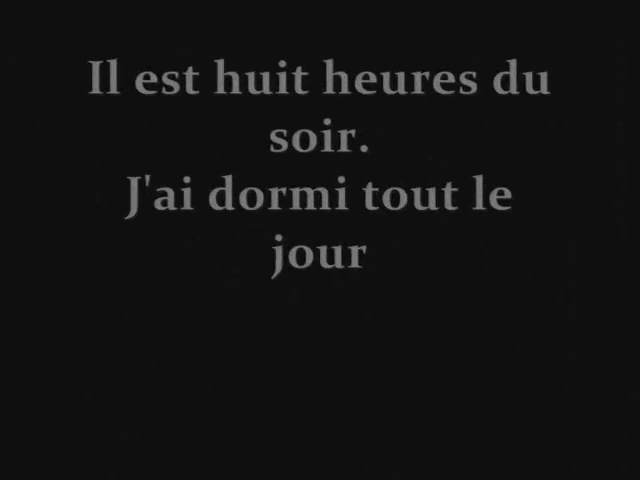 Il est huit heures du
soir.
J'ai dormi tout le
jour